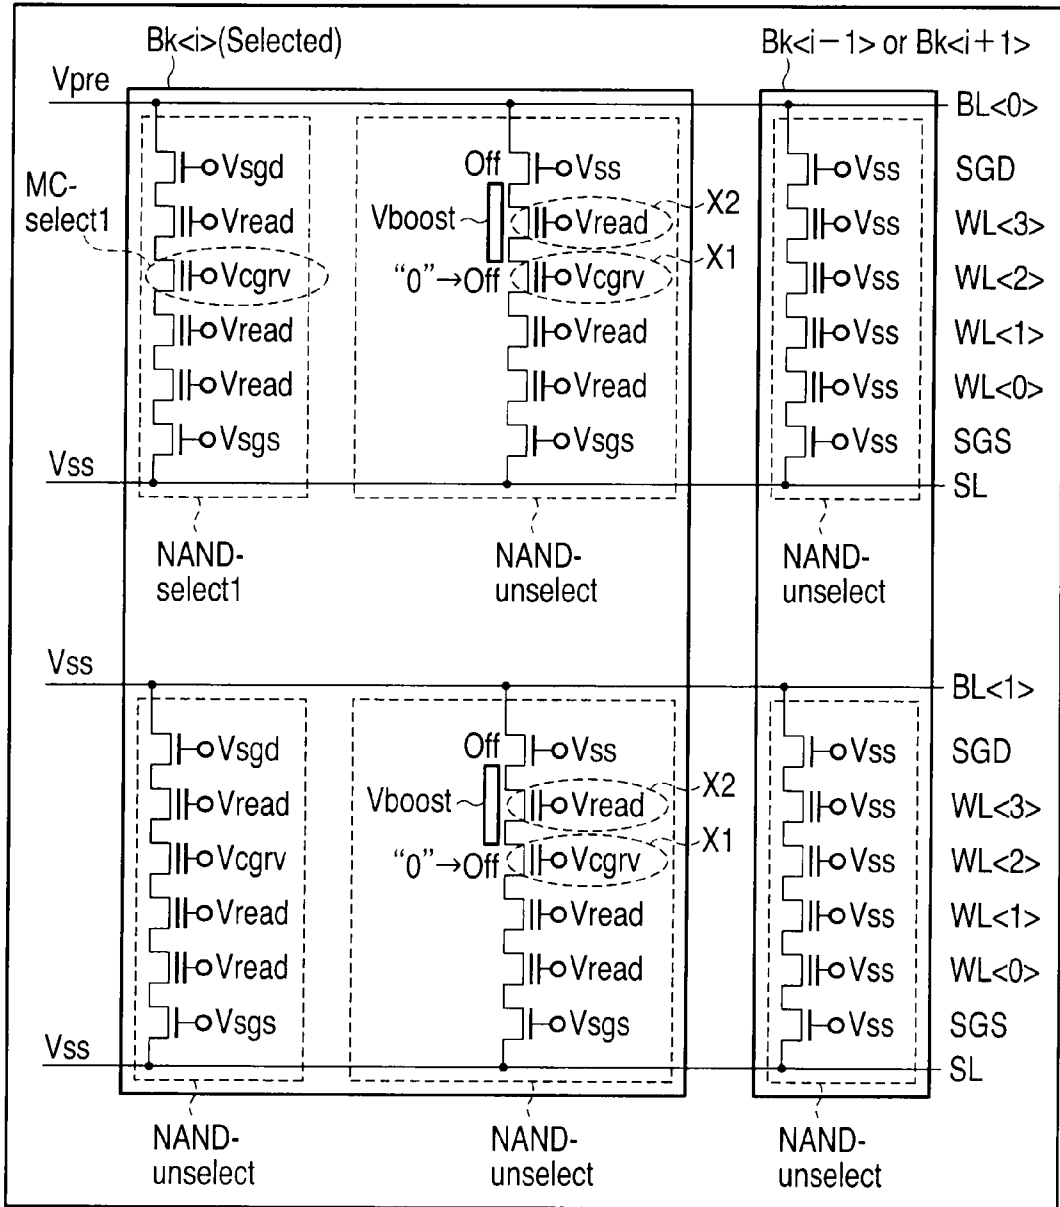 Bk<i>(Selected)
Bk<i−1> or Bk<i+1>
Vpre
BL<0>
MC-
select1
Vsgd
Off
Vss
Vss
SGD
Vread
Vboost
Vread
X2
Vss
WL<3>
Vcgrv
“0”→Off
Vcgrv
X1
Vss
WL<2>
Vread
Vread
Vss
WL<1>
Vread
Vread
Vss
WL<0>
Vsgs
Vsgs
Vss
SGS
Vss
SL
NAND-
select1
NAND-
unselect
NAND-
unselect
Vss
BL<1>
Vsgd
Off
Vss
Vss
SGD
Vread
Vboost
Vread
X2
Vss
WL<3>
Vcgrv
“0”→Off
Vcgrv
X1
Vss
WL<2>
Vread
Vread
Vss
WL<1>
Vread
Vread
Vss
WL<0>
Vsgs
Vsgs
Vss
SGS
Vss
SL
NAND-
unselect
NAND-
unselect
NAND-
unselect